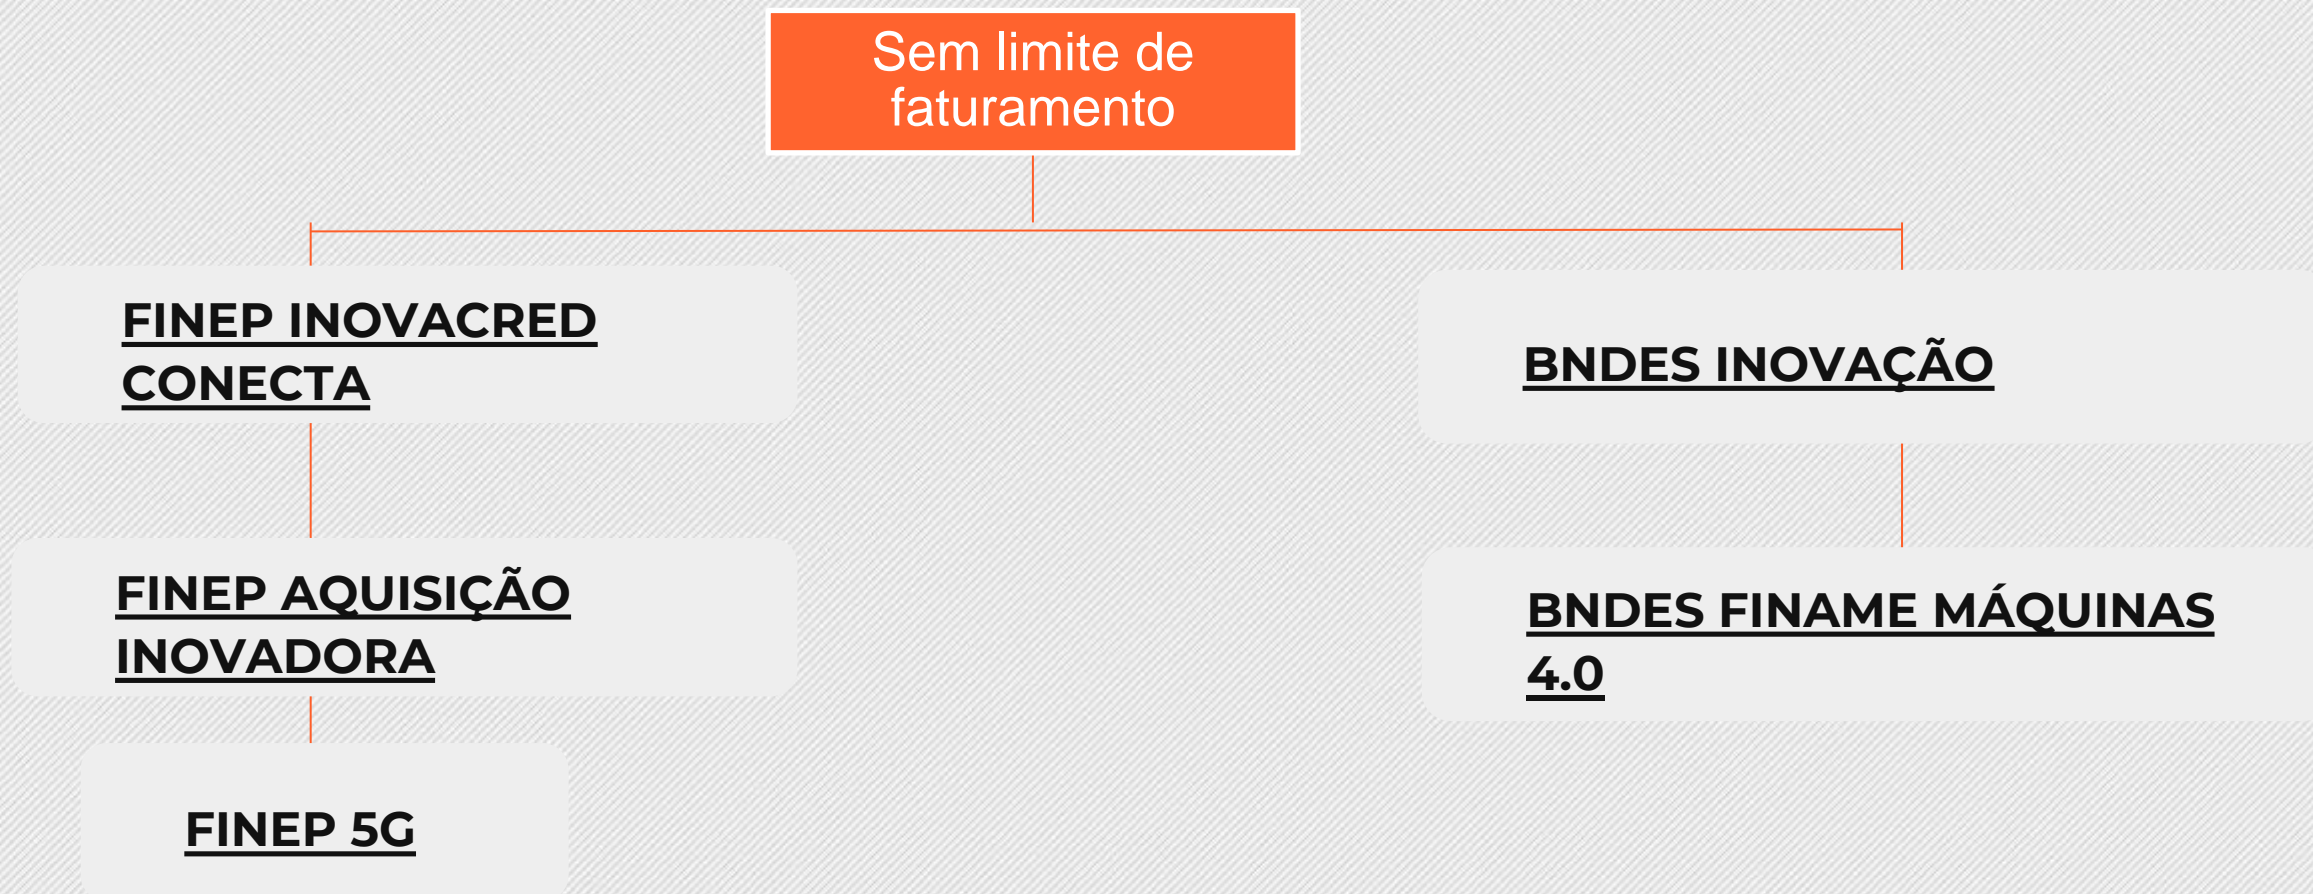 Sem limite de
faturamento
FINEP INOVACRED
CONECTA
BNDES INOVAÇÃO
FINEP AQUISIÇÃO
INOVADORA
BNDES FINAME MÁQUINAS
4.0
FINEP 5G